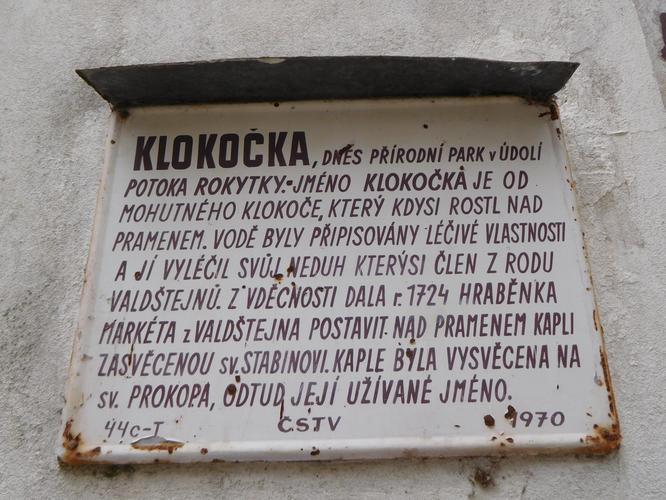 KLOKOČKA, DNES PŘÍRODNÍ PARK v ÚDOLÍ
POTOKA ROKYTKY.-JMÉNO KLOKOČKA JE OD
MOHUTNÉHO KLOKOČE, KTERÝ KDYSI ROSTL NAD
PRAMENEM. VODĚ BYLY PŘIPISOVÁNY LÉČIVÉ VLASTNOSTI
A JÍ VYLÉČIL SVŮJ NEDUH KTERÝSI ČLEN Z RODU
VALDŠTEJNŮ. Z VDĚČNOSTI DALA r. 1724 HRABĚNKA
MARKÉTA z VALDŠTEJNA POSTAVIT NAD PRAMENEM KAPLI
ZASVĚCENOU sv. STABINOVI. KAPLE BYLA VYSVĚCENA NA
sv. PROKOPA, ODTUD JEJÍ UŽÍVANÉ JMÉNO.
44c-T ČSTV 1970